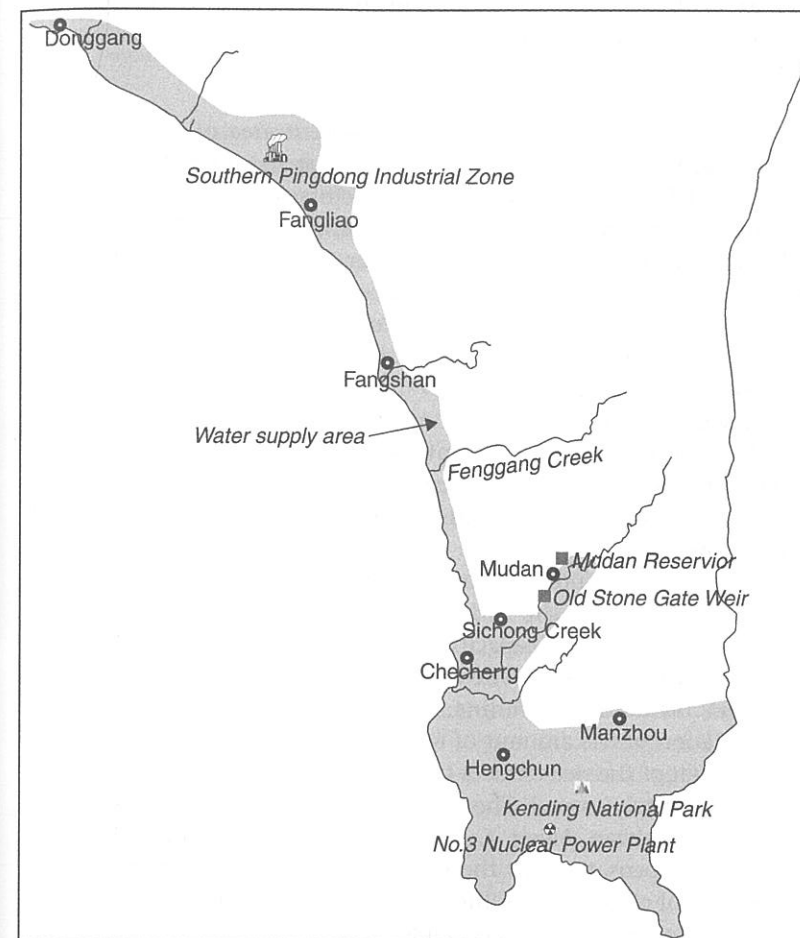 Donggang
Southern Pingdong Industrial Zone
Fangliao
Fangshan
Water supply area
Fenggang Creek
Mudan Reservior
Mudan
Old Stone Gate Weir
Sichong Creek
Checherrg
Manzhou
Hengchun
Kending National Park
No.3 Nuclear Power Plant